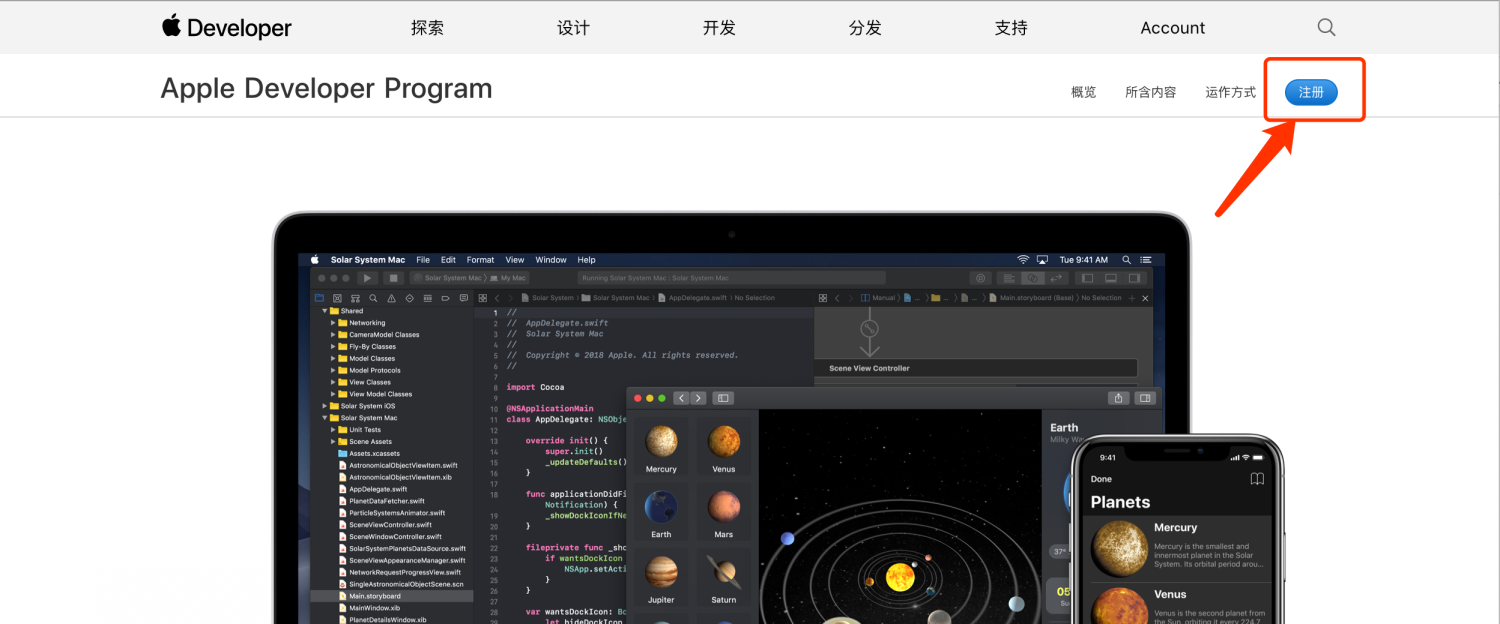 Developer
探索
设计
开发
分发
支持
Account
Apple Developer Program
概览
所含内容
运作方式
注册
Solar System Mac File Edit Format View Window Help
Tue 9:41 AM
Solar System Mac
My Mac
Running Solar System Mac : Solar System Mac
Solar System
Solar System Mac
AppDelegate.swift
No Selection
Manual
Main.storyboard (Base)
No Selection
Shared
Networking
CameraModel Classes
Fly-By Classes
Model Classes
Model Protocols
View Classes
View Model Classes
Solar System iOS
Solar System Mac
Unit Tests
Scene Assets
Assets.xcassets
AstronomicalObjectViewItem.swift
AstronomicalObjectViewItem.xib
AppDelegate.swift
PlanetDataFetcher.swift
ParticleSystemsAnimator.swift
SceneViewController.swift
SceneWindowController.swift
SolarSystemPlanetsDataSource.swift
SceneViewAppearanceManager.swift
NetworkRequestProgressView.swift
SingleAstronomicalObjectScene.scn
Main.storyboard
MainWindow.xib
PlanetDetailsWindow.xib
1 //
2 // AppDelegate.swift
3 // Solar System Mac
4 //
5 // Copyright © 2018 Apple. All rights reserved.
6 //
7
8 import Cocoa
9
10 @NSApplicationMain
11 class AppDelegate: NSObje
12
13 override init() {
14 super.init()
15 _updateDefaults()
16 }
17
18 func applicationDidFi
Notification) {
19 _showDockIconIfNe
20 }
21
22 fileprivate func _sho
23 if wantsDockIcon
24 NSApp.setActi
25 }
26 }
27
28 var wantsDockIcon: Bo
29 let hideDockIcon
Scene View Controller
Mercury
Venus
Earth
Mars
Jupiter
Saturn
Earth
Milky Wa
37°
05
Su
9:41
Done
Planets
Mercury
Mercury is the smallest and
innermost planet in the Solar
System. Its orbital period arou...
Venus
Venus is the second planet from
the Sun, orbiting it every 224.7